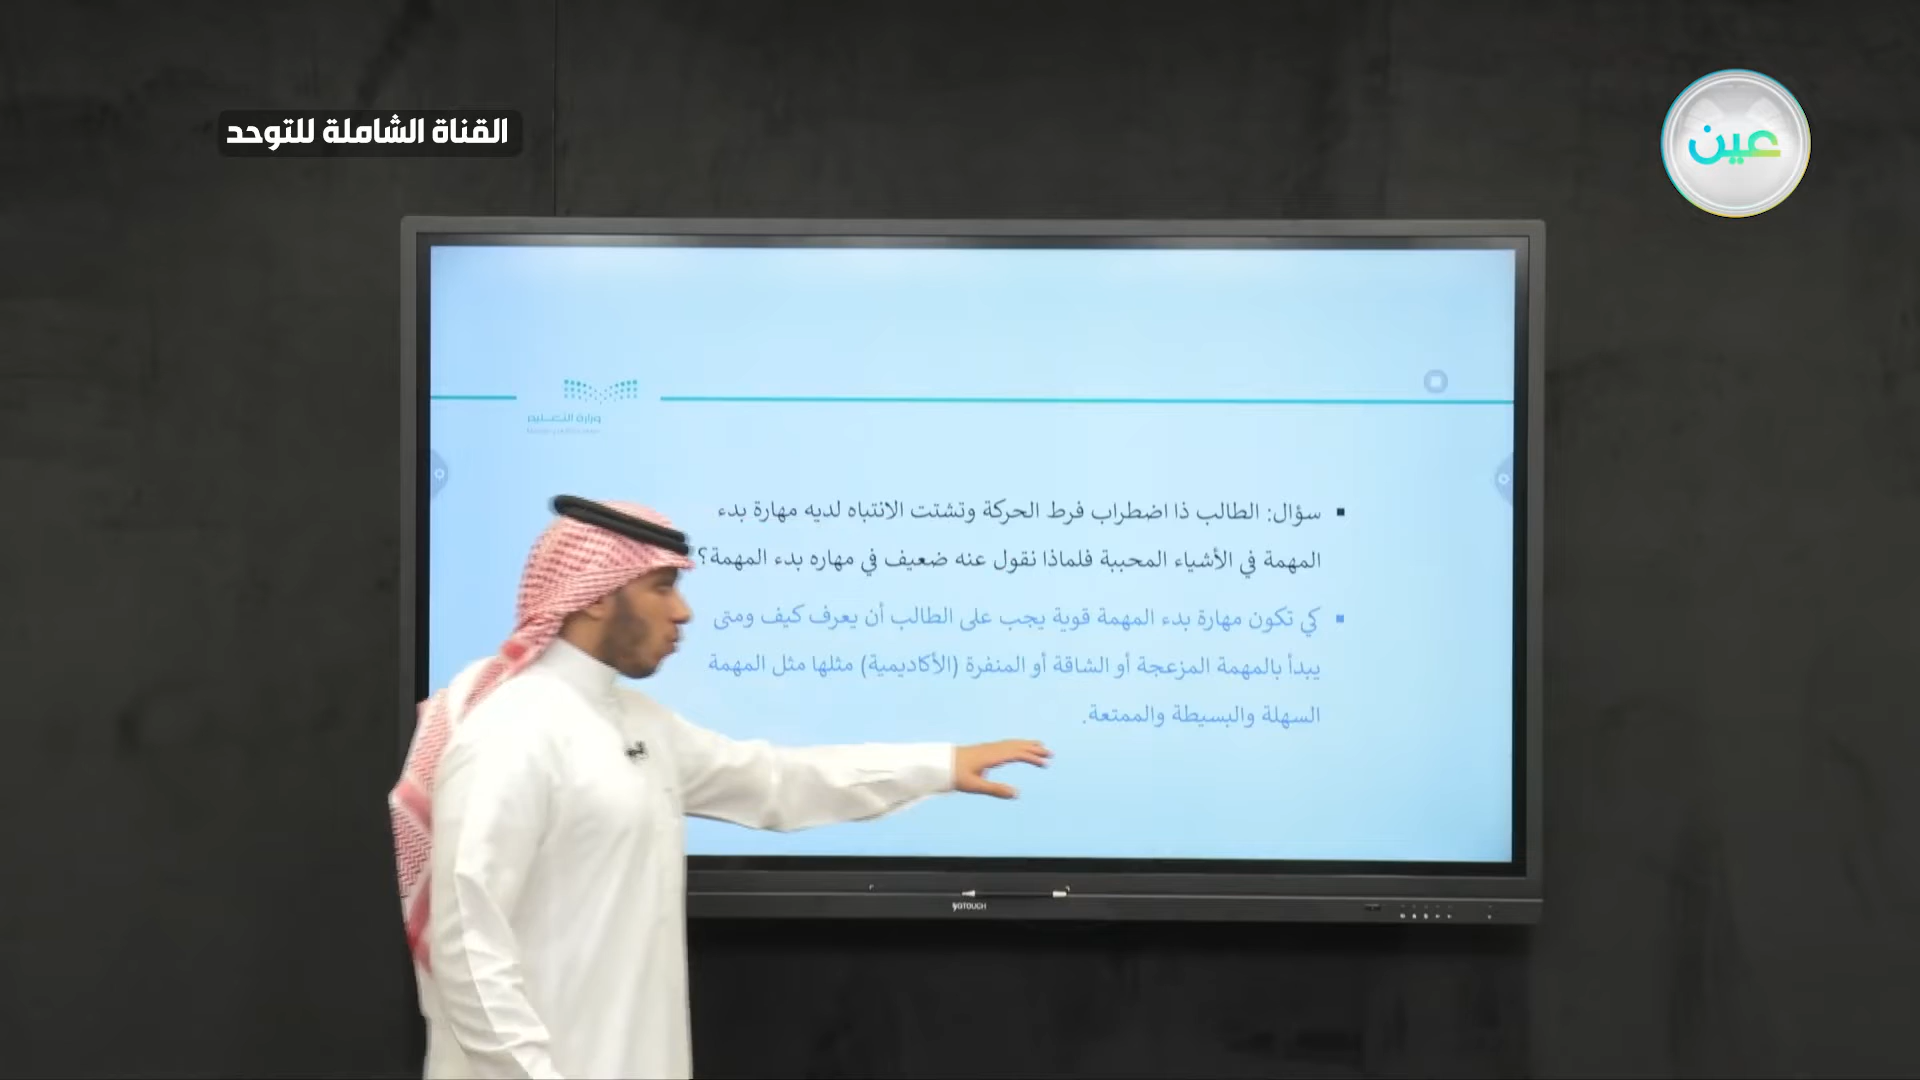 القناة الشاملة للتوحد
عين
وزارة التعليم
سؤال: الطالب ذا اضطراب فرط الحركة وتشتت الانتباه لديه مهارة بدء
المهمة في الأشياء المحببة فلماذا نقول عنه ضعيف في مهاره بدء المهمة؟
كي تكون مهارة بدء المهمة قوية يجب على الطالب أن يعرف كيف ومتى
يبدأ بالمهمة المزعجة أو الشاقة أو المنفرة (الأكاديمية) مثلها مثل المهمة
السهلة والبسيطة والممتعة.